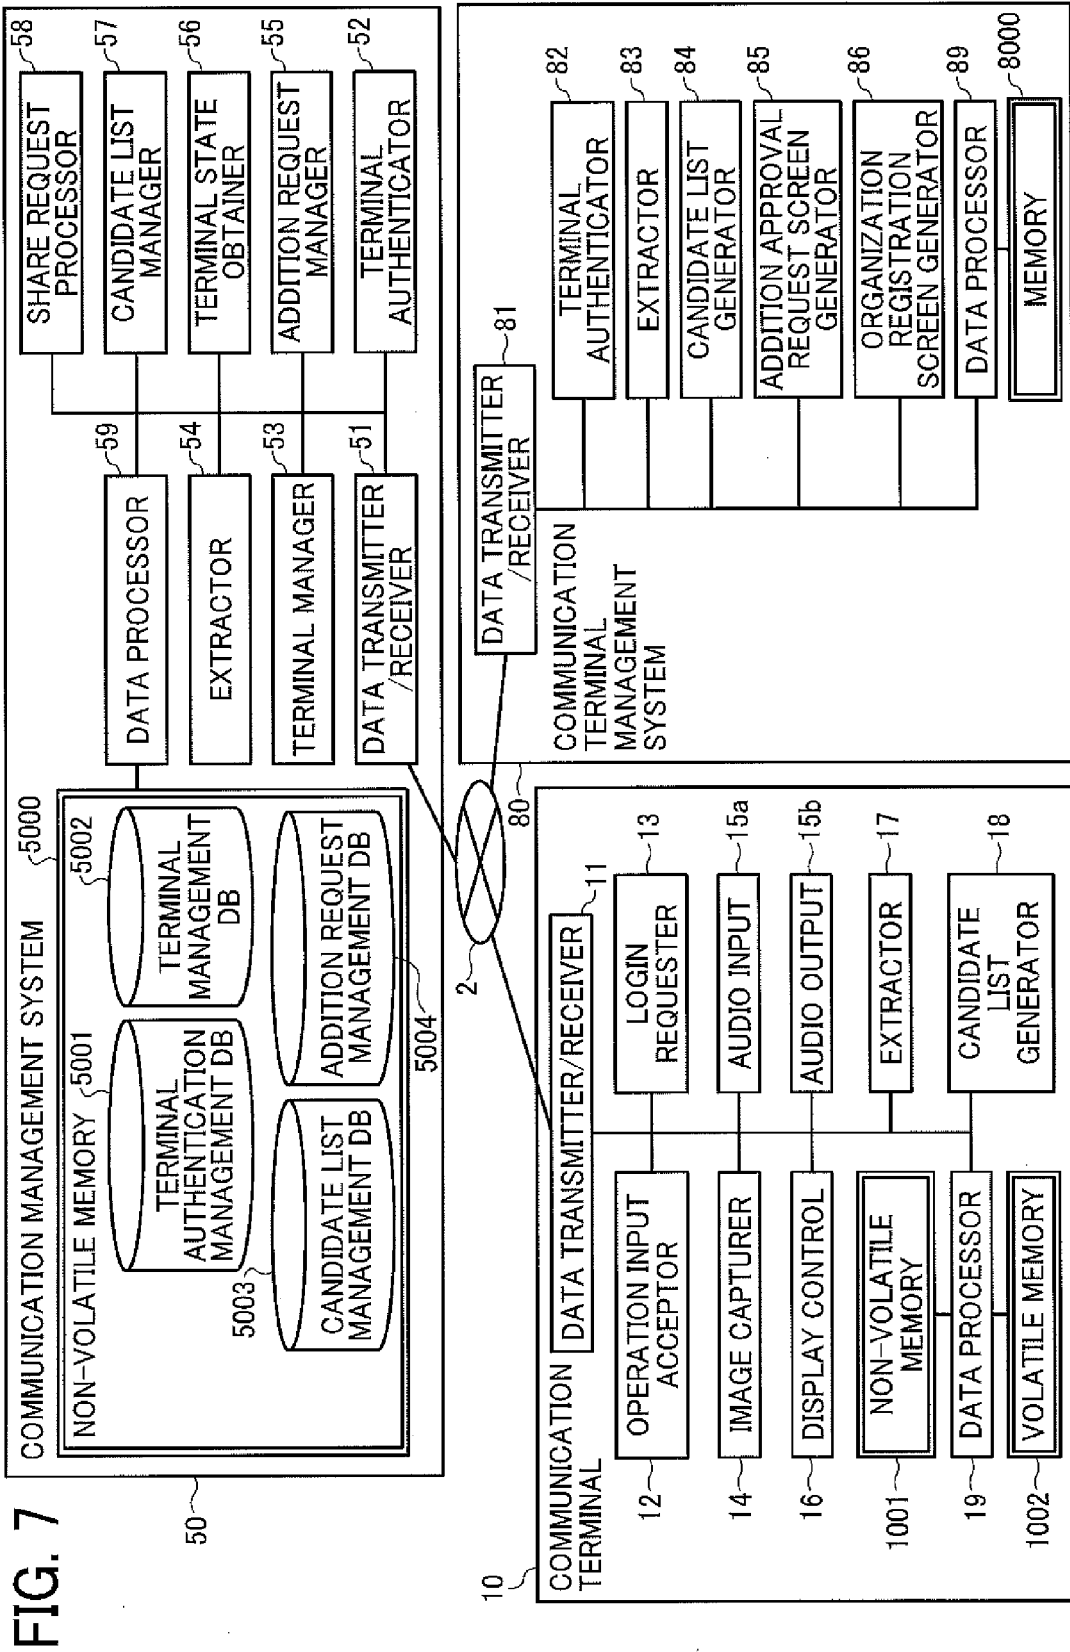 FIG. 7
50
COMMUNICATION MANAGEMENT SYSTEM
5000
NON-VOLATILE MEMORY
5001
TERMINAL
AUTHENTICATION
MANAGEMENT DB
5002
TERMINAL
MANAGEMENT
DB
5003
CANDIDATE LIST
MANAGEMENT DB
ADDITION REQUEST
MANAGEMENT DB
5004
DATA PROCESSOR
59
EXTRACTOR
54
TERMINAL MANAGER
53
DATA TRANSMITTER
/RECEIVER
51
SHARE REQUEST
PROCESSOR
58
CANDIDATE LIST
MANAGER
57
TERMINAL STATE
OBTAINER
56
ADDITION REQUEST
MANAGER
55
TERMINAL
AUTHENTICATOR
52
2
10
COMMUNICATION
TERMINAL
DATA TRANSMITTER/RECEIVER
11
12
OPERATION INPUT
ACCEPTOR
LOGIN
REQUESTER
13
14
IMAGE CAPTURER
AUDIO INPUT
15a
16
DISPLAY CONTROL
AUDIO OUTPUT
15b
1001
NON-VOLATILE
MEMORY
EXTRACTOR
17
19
DATA PROCESSOR
CANDIDATE
LIST
GENERATOR
18
1002
VOLATILE MEMORY
80
COMMUNICATION
TERMINAL
MANAGEMENT
SYSTEM
DATA TRANSMITTER
/RECEIVER
81
TERMINAL
AUTHENTICATOR
82
EXTRACTOR
83
CANDIDATE LIST
GENERATOR
84
ADDITION APPROVAL
REQUEST SCREEN
GENERATOR
85
ORGANIZATION
REGISTRATION
SCREEN GENERATOR
86
DATA PROCESSOR
89
MEMORY
8000